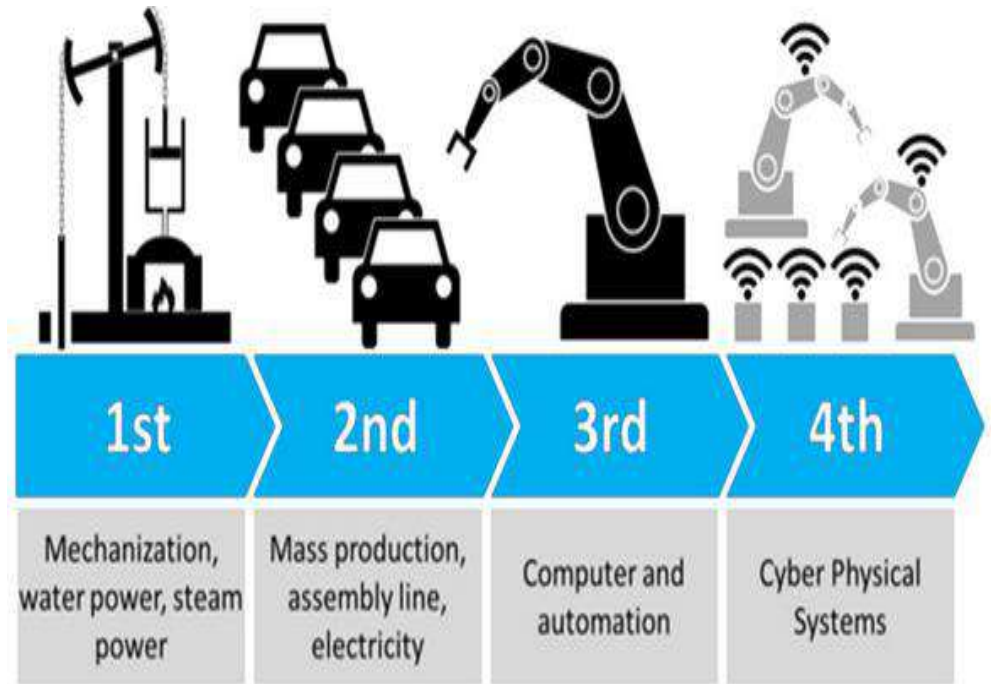 1st
2nd
3rd
4th
Mechanization,
water power, steam
power
Mass production,
assembly line,
electricity
Computer and
automation
Cyber Physical
Systems